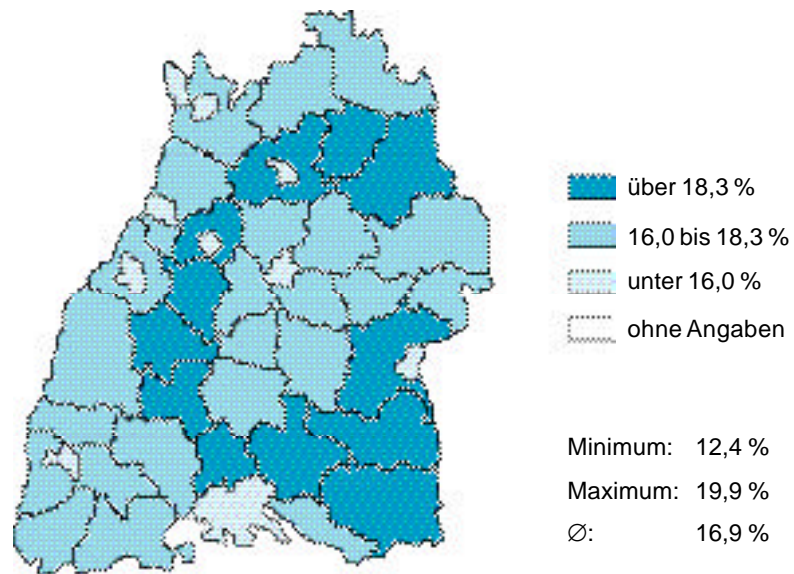 über 18,3 %
16,0 bis 18,3 %
unter 16,0 %
ohne Angaben
Minimum: 12,4 %
Maximum: 19,9 %
∅: 16,9 %